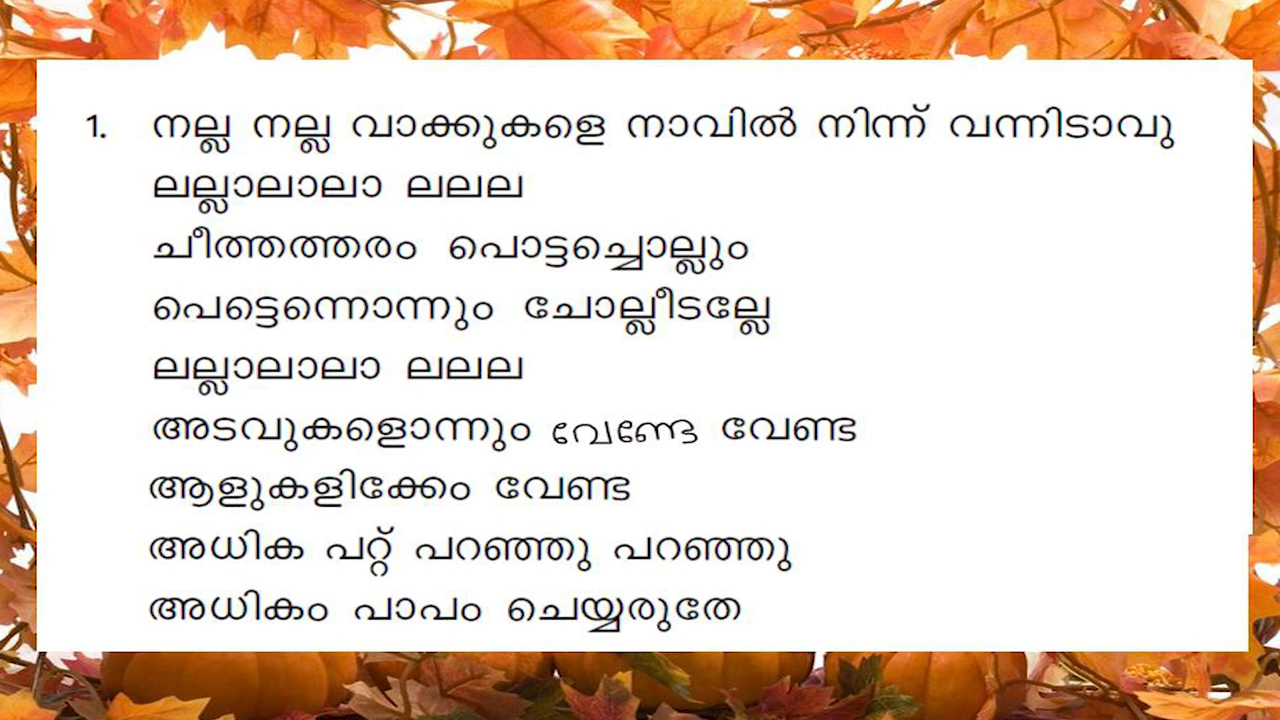 1. നല്ല നല്ല വാക്കുകളെ നാവിൽ നിന്ന് വന്നിടാവു
ലല്ലാലാലാ ലലല
ചീത്തത്തരം പൊട്ടച്ചൊല്ലും
പെട്ടെന്നൊന്നും ചോല്ലീടല്ലേ
ലല്ലാലാലാ ലലല
അടവുകളൊന്നും വേണ്ടേ വേണ്ട
ആളുകളിക്കേം വേണ്ട
അധിക പറ്റ് പറഞ്ഞു പറഞ്ഞു
അധികം പാപം ചെയ്യരുതേ